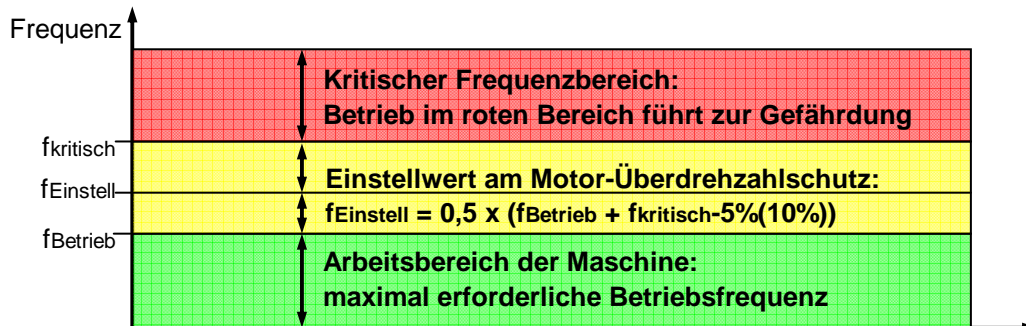 Frequenz
Kritischer Frequenzbereich:
Betrieb im roten Bereich führt zur Gefährdung
fkritisch
fEinstell
Einstellwert am Motor-Überdrehzahlschutz:
fEinstell = 0,5 x (fBetrieb + fkritisch-5%(10%))
fBetrieb
Arbeitsbereich der Maschine:
maximal erforderliche Betriebsfrequenz